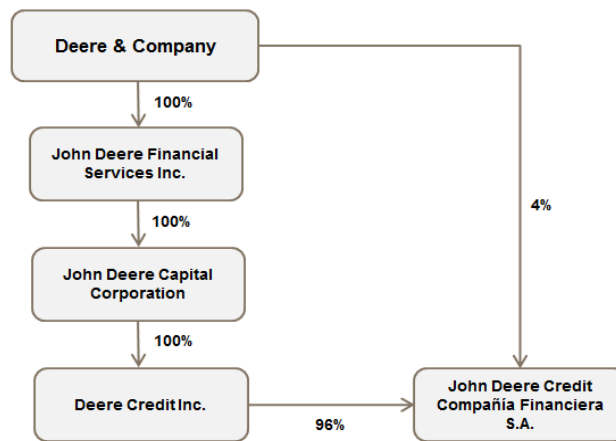 Deere & Company
100%
John Deere Financial
Services Inc.
4%
100%
John Deere Capital
Corporation
100%
Deere Credit Inc.
96%
John Deere Credit
Compañía Financiera
S.A.